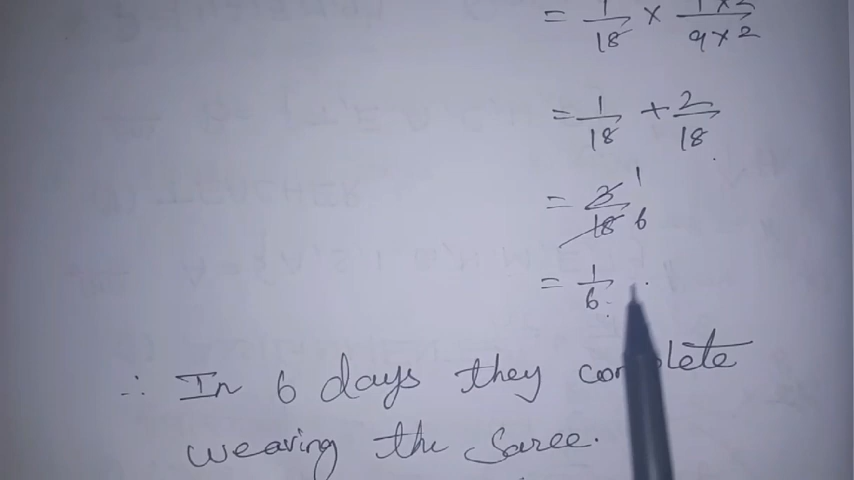 = 1/18 × 1×2/9×2
= 1/18 + 2/18
= 3/18 1 6
= 1/6
∴ In 6 days they complete
weaving the Saree.